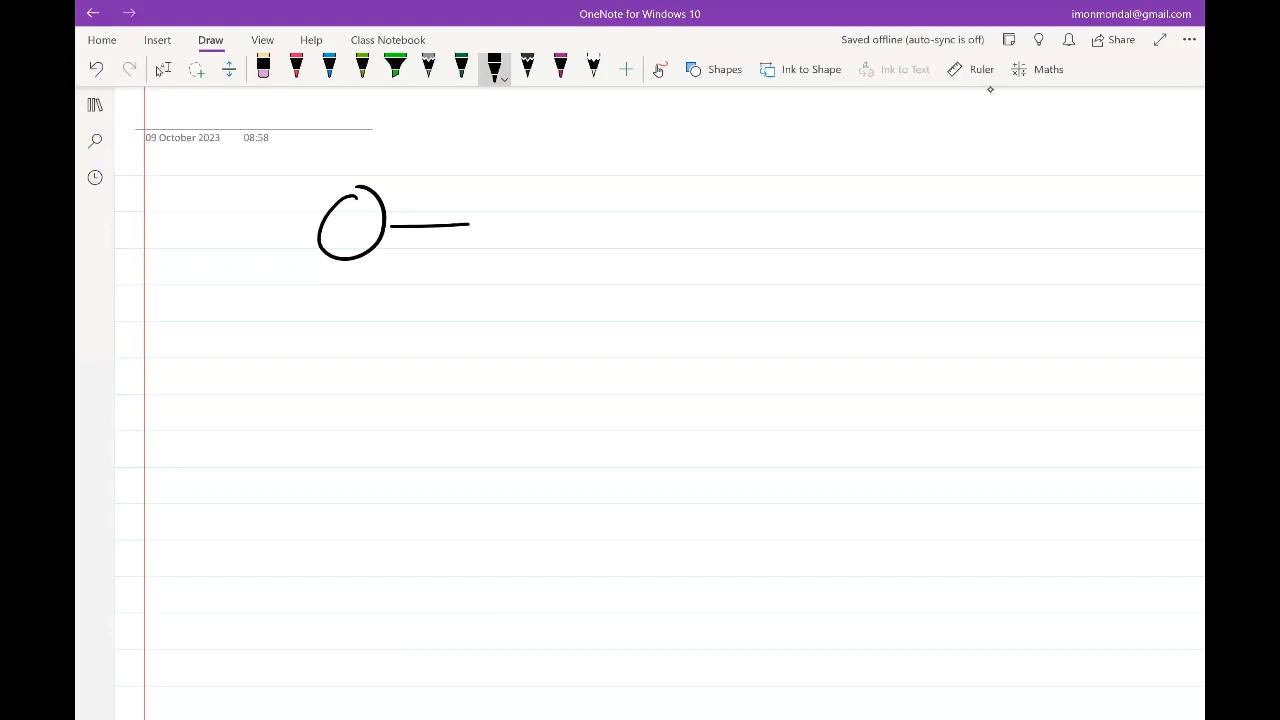 OneNote for Windows 10
imonmondal@gmail.com
Home Insert Draw View Help Class Notebook
Saved offline (auto-sync is off) Share
Shapes Ink to Shape Ink to Text Ruler Maths
09 October 2023 08:58